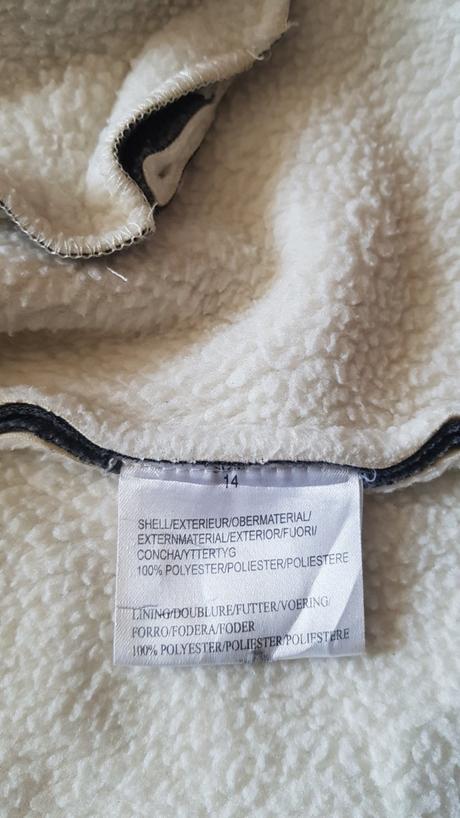 14
SHELL/EXTERIEUR/OBERMATERIAL/
EXTERNMATERIAL/EXTERIOR/FUORI/
CONCHA/YTTERTYG
100% POLYESTER/POLIESTER/POLIESTERE
LINING/DOUBLURE/FUTTER/VOERING/
FORRO/FODERA/FODER
100% POLYESTER/POLIESTER/POLIESTERE